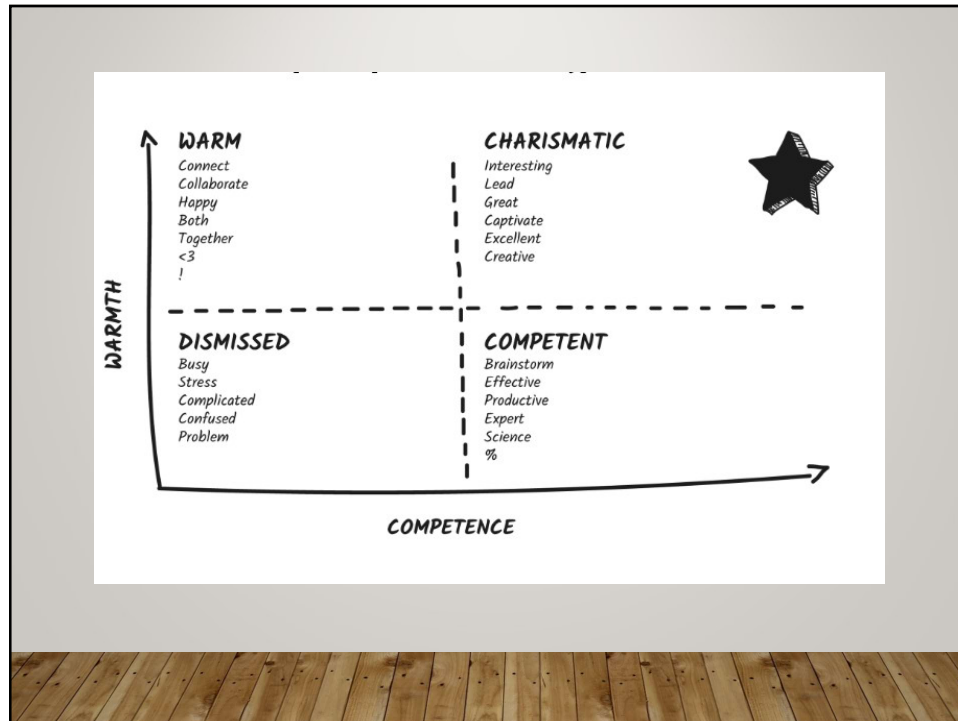 WARM
Connect
Collaborate
Happy
Both
Together
<3
!
CHARISMATIC
Interesting
Lead
Great
Captivate
Excellent
Creative
WARMTH
DISMISSED
Busy
Stress
Complicated
Confused
Problem
COMPETENT
Brainstorm
Effective
Productive
Expert
Science
%
COMPETENCE